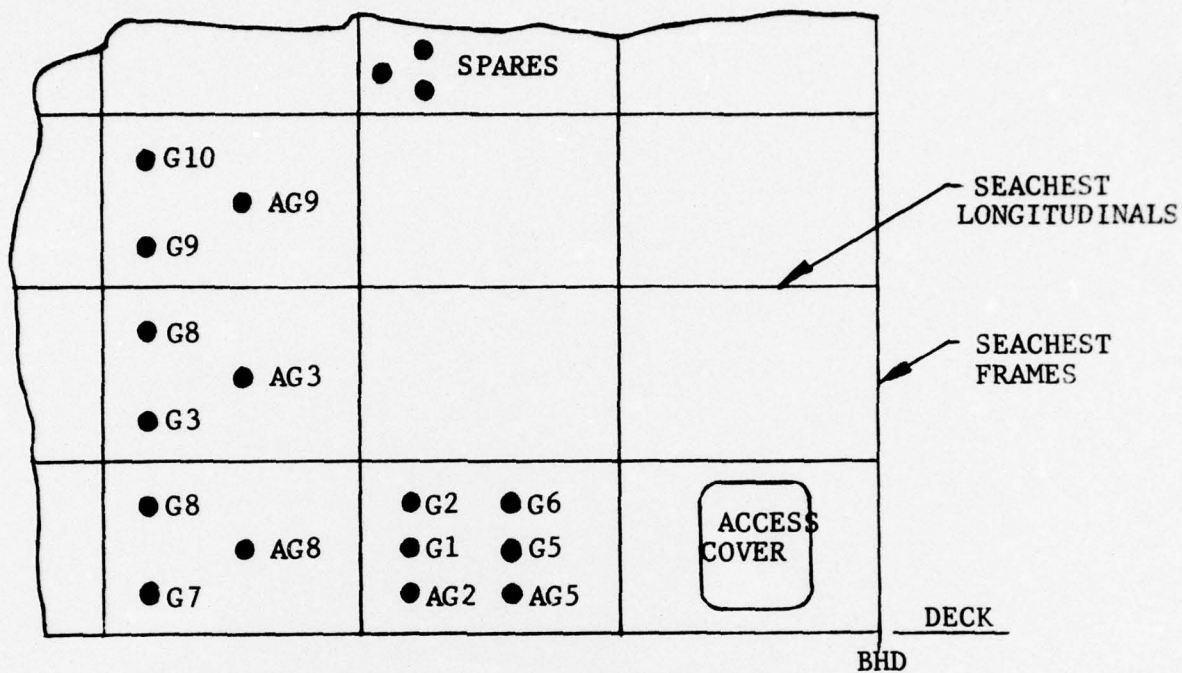 SPARES
G10
AG9
G9
SEACHEST
LONGITUDINALS
G8
AG3
G3
SEACHEST
FRAMES
G8
AG8
G7
G2
G6
G1
G5
AG2
AG5
ACCESS
COVER
DECK
BHD